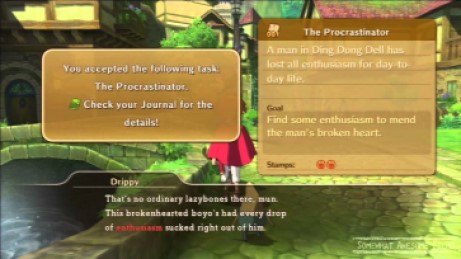 You accepted the following task.
The Procrastinator.
Check your Journal for the
details!
001
The Procrastinator
A man in Ding Dong Dell has
lost all enthusiasm for day-to-
day life.
Goal
Find some enthusiasm to mend
the man's broken heart.
Stamps:
Drippy
That's no ordinary lazybones there, mun.
This brokenhearted boyo's had every drop
of enthusiasm sucked right out of him.
SOMEWHAT AWESOME